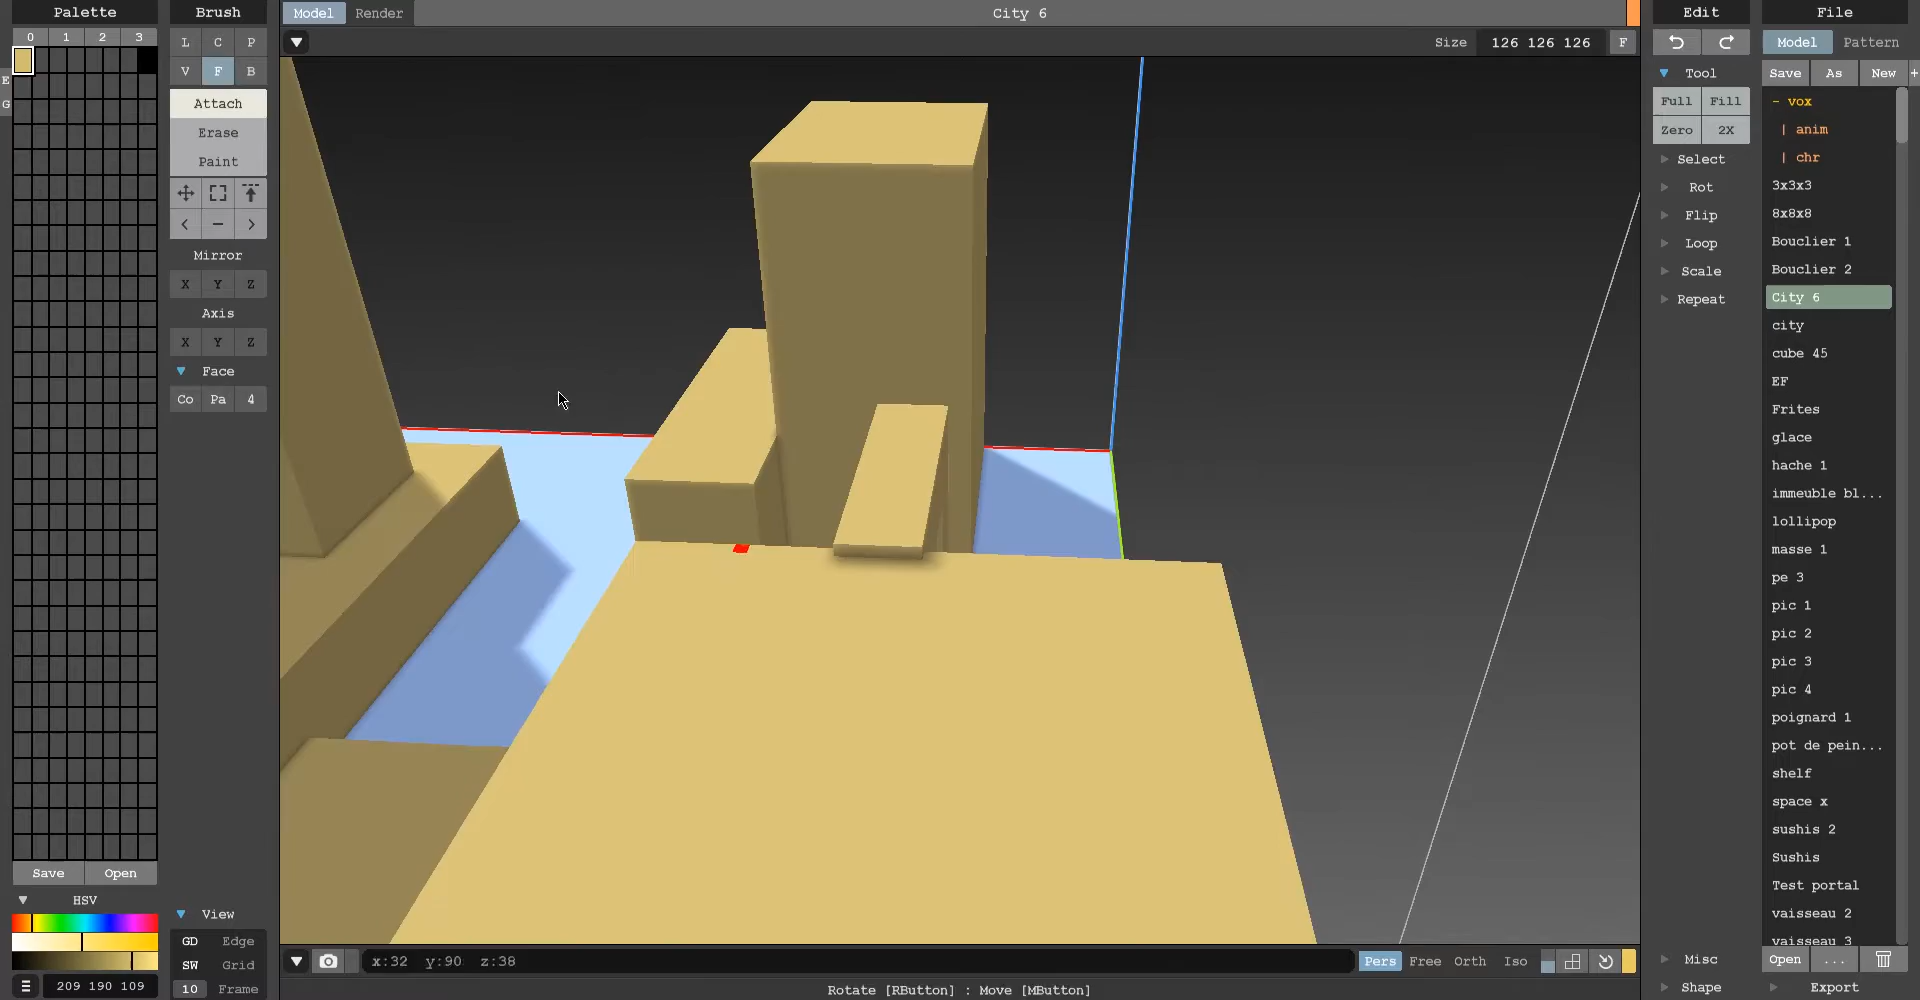 Palette
Brush
Model Render City 6
Edit
File
0 1 2 3
L C P
V F B
E
G
Attach
Erase
Paint
< - >
Mirror
X Y Z
Axis
X Y Z
Face
Co Pa 4
Size 126 126 126 F
Tool
Full Fill
Zero 2X
Select
Rot
Flip
Loop
Scale
Repeat
Model Pattern
Save As New +
- vox
| anim
| chr
3x3x3
8x8x8
Bouclier 1
Bouclier 2
City 6
city
cube 45
EF
Frites
glace
hache 1
immeuble bl...
lollipop
masse 1
pe 3
pic 1
pic 2
pic 3
pic 4
poignard 1
pot de pein...
shelf
space x
sushis 2
Sushis
Test portal
vaisseau 2
vaisseau 3
Save Open
HSV
209 190 109
View
GD Edge
SW Grid
10 Frame
x:32 y:90 z:38
Pers Free Orth Iso
Rotate [RButton] : Move [MButton]
Misc
Shape
Open ...
Export